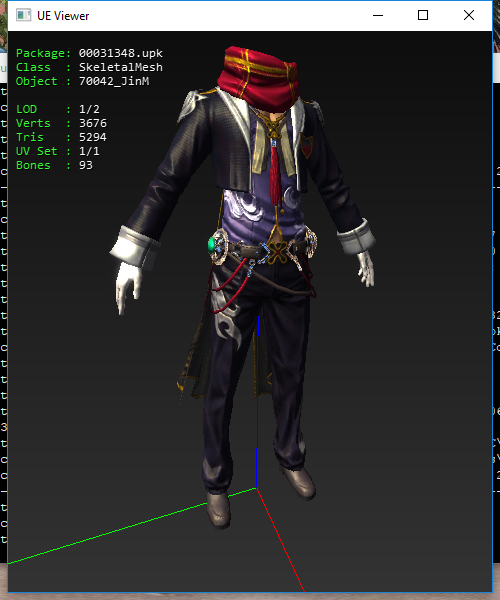 UE Viewer
Package: 00031348.upk
Class : SkeletalMesh
Object : 70042_JinM
LOD : 1/2
Verts : 3676
Tris : 5294
UV Set : 1/1
Bones : 93